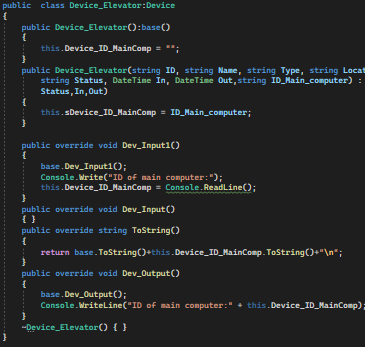 public class Device_Elevator:Device
{
public Device_Elevator():base()
{
this.Device_ID_MainComp = "";
}
public Device_Elevator(string ID, string Name, string Type, string Locat
string Status, DateTime In, DateTime Out,string ID_Main_computer) :
Status,In,Out)
{
this.sDevice_ID_MainComp = ID_Main_computer;
}
public override void Dev_Input1()
{
base.Dev_Input1();
Console.Write("ID of main computer:");
this.Device_ID_MainComp = Console.ReadLine();
}
public override void Dev_Input()
{ }
public override string ToString()
{
return base.ToString()+this.Device_ID_MainComp.ToString()+"\n";
}
public override void Dev_Output()
{
base.Dev_Output();
Console.WriteLine("ID of main computer:" + this.Device_ID_MainComp);
}
~Device_Elevator() { }
}